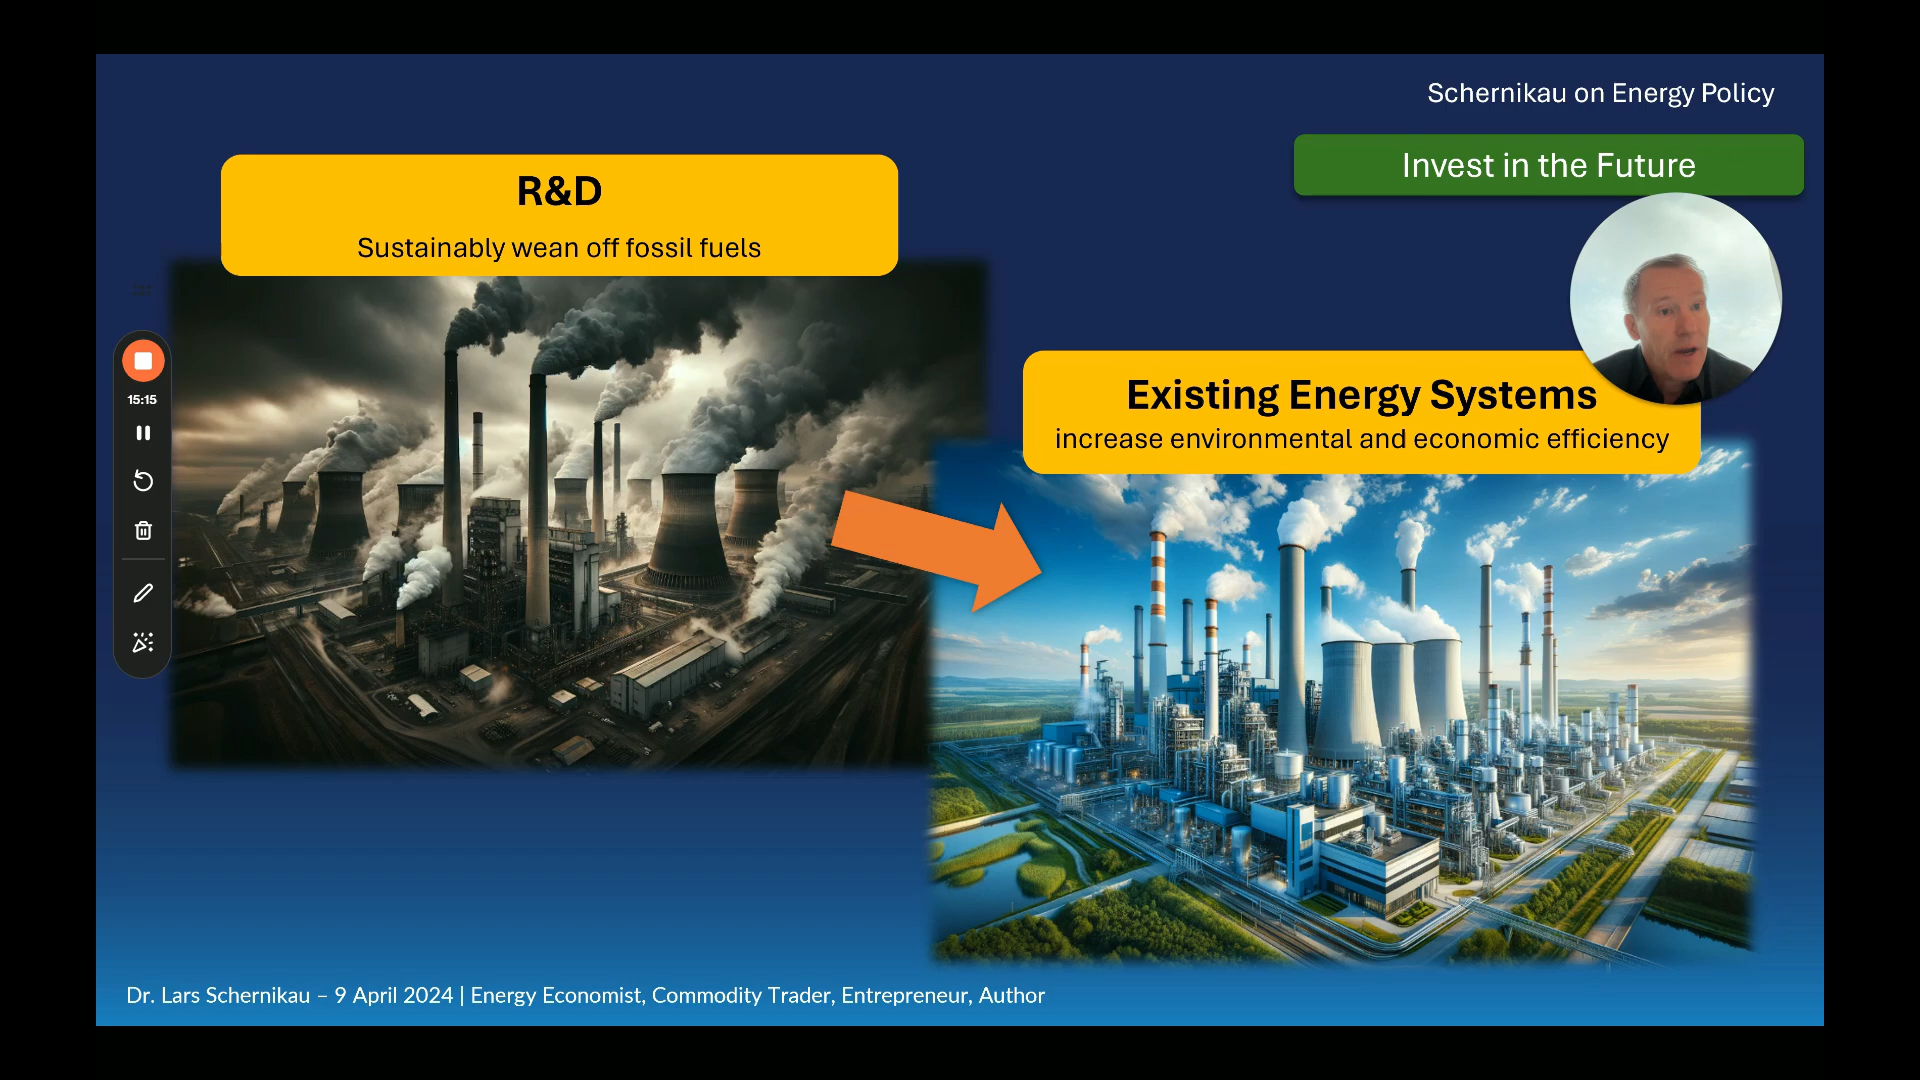 Schernikau on Energy Policy
Invest in the Future
R&D
Sustainably wean off fossil fuels
Existing Energy Systems
increase environmental and economic efficiency
15:15
Dr. Lars Schernikau – 9 April 2024 | Energy Economist, Commodity Trader, Entrepreneur, Author